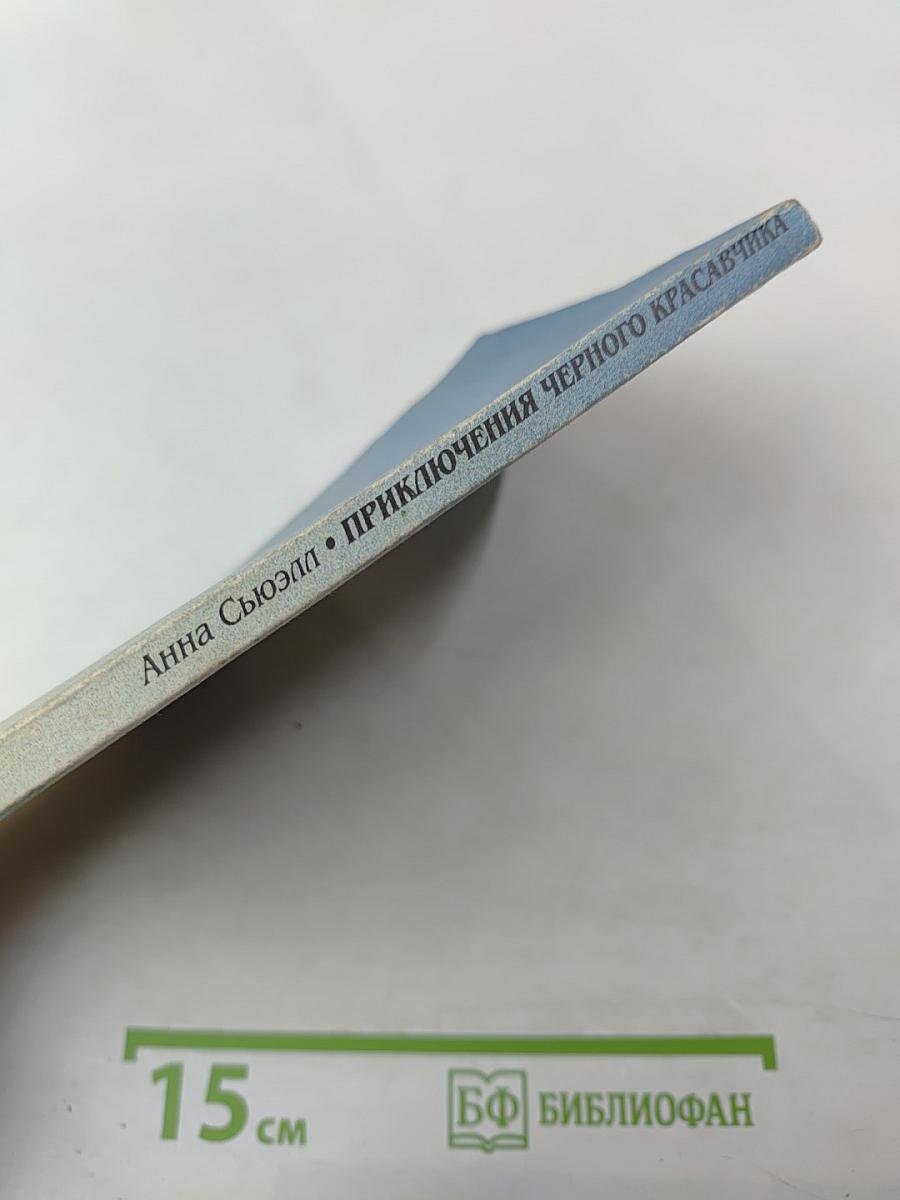 Анна Сьюэлл • ПРИКЛЮЧЕНИЯ ЧЕРНОГО КРАСАВЧИКА
15 см
БФ БИБЛИОФАН